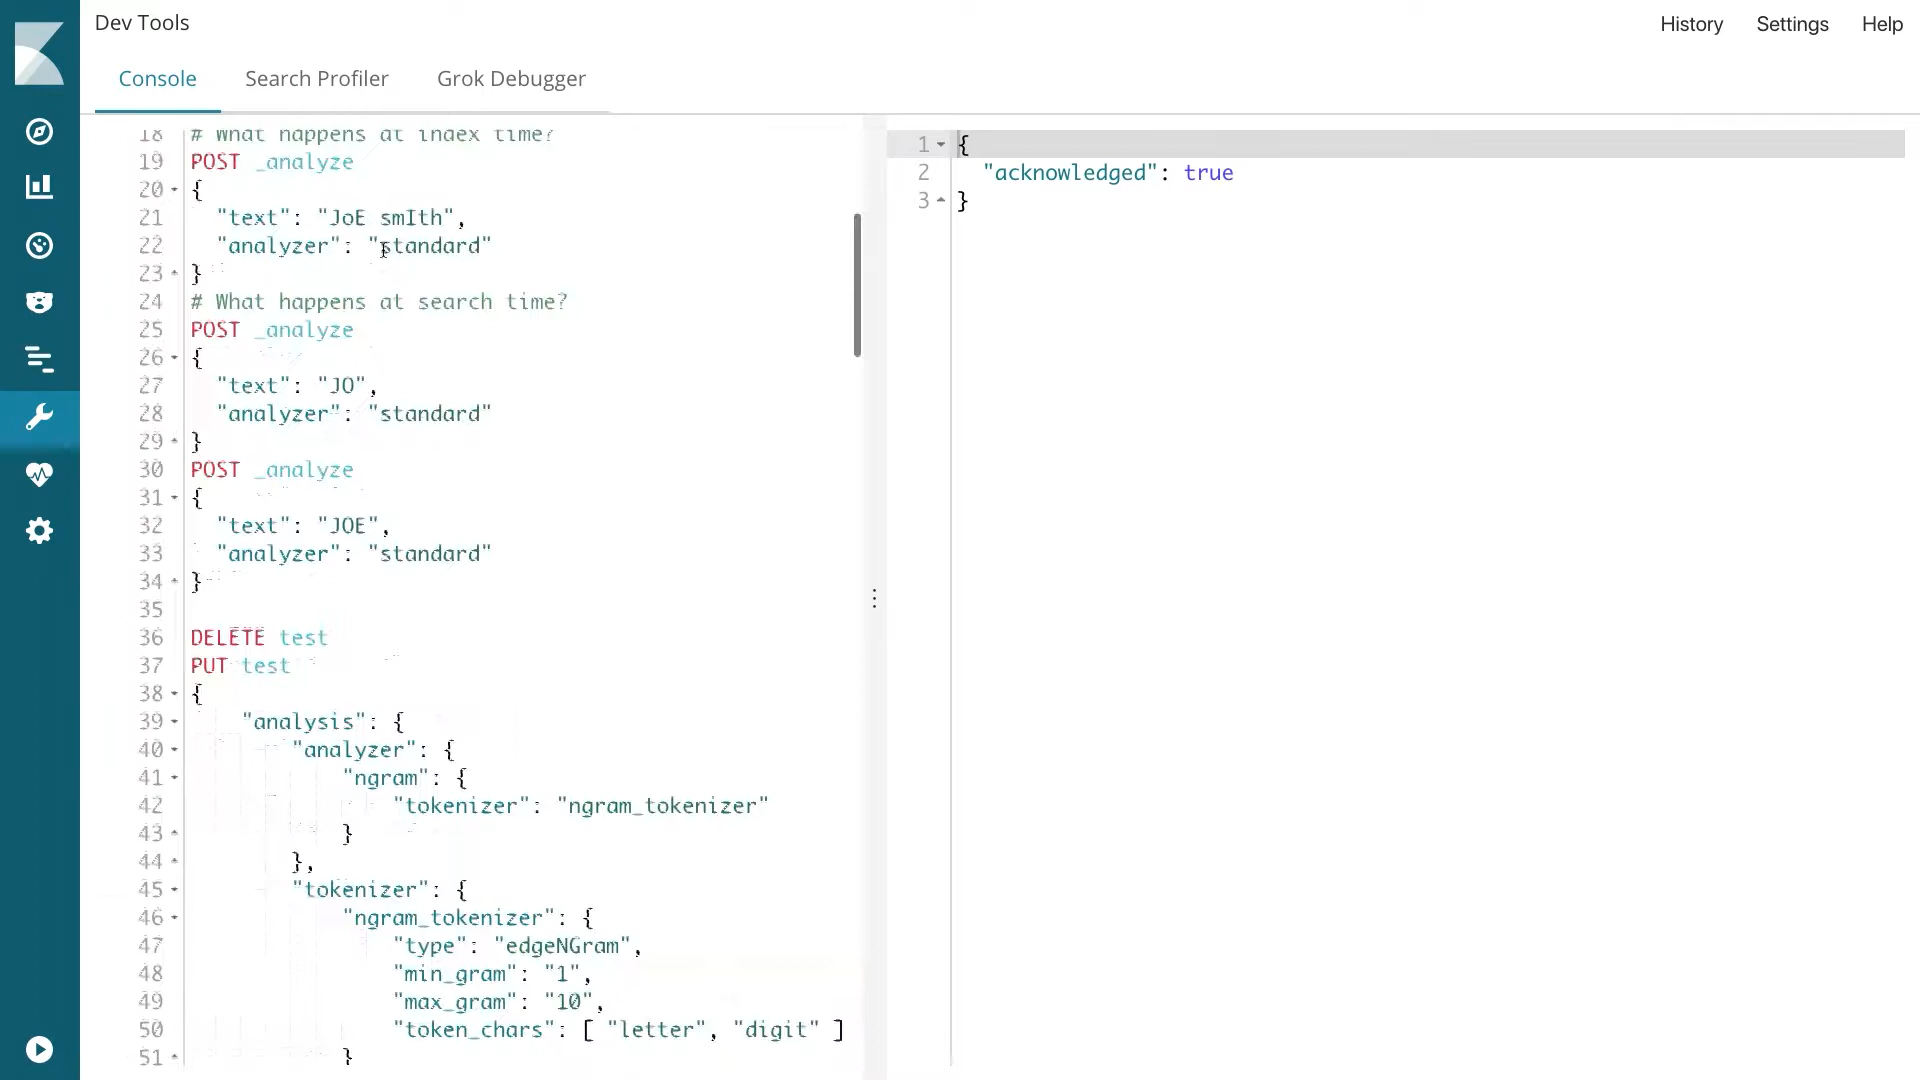 Dev Tools
History Settings Help
Console Search Profiler Grok Debugger
18 # What happens at index time?
19 POST _analyze
20 {
21 "text": "JoE smIth",
22 "analyzer": "standard"
23 }
24 # What happens at search time?
25 POST _analyze
26 {
27 "text": "JO",
28 "analyzer": "standard"
29 }
30 POST _analyze
31 {
32 "text": "JOE",
33 "analyzer": "standard"
34 }
35
36 DELETE test
37 PUT test
38 {
39 "analysis": {
40 "analyzer": {
41 "ngram": {
42 "tokenizer": "ngram_tokenizer"
43 }
44 },
45 "tokenizer": {
46 "ngram_tokenizer": {
47 "type": "edgeNGram",
48 "min_gram": "1",
49 "max_gram": "10",
50 "token_chars": [ "letter", "digit" ]
51 }
1 {
2 "acknowledged": true
3 }